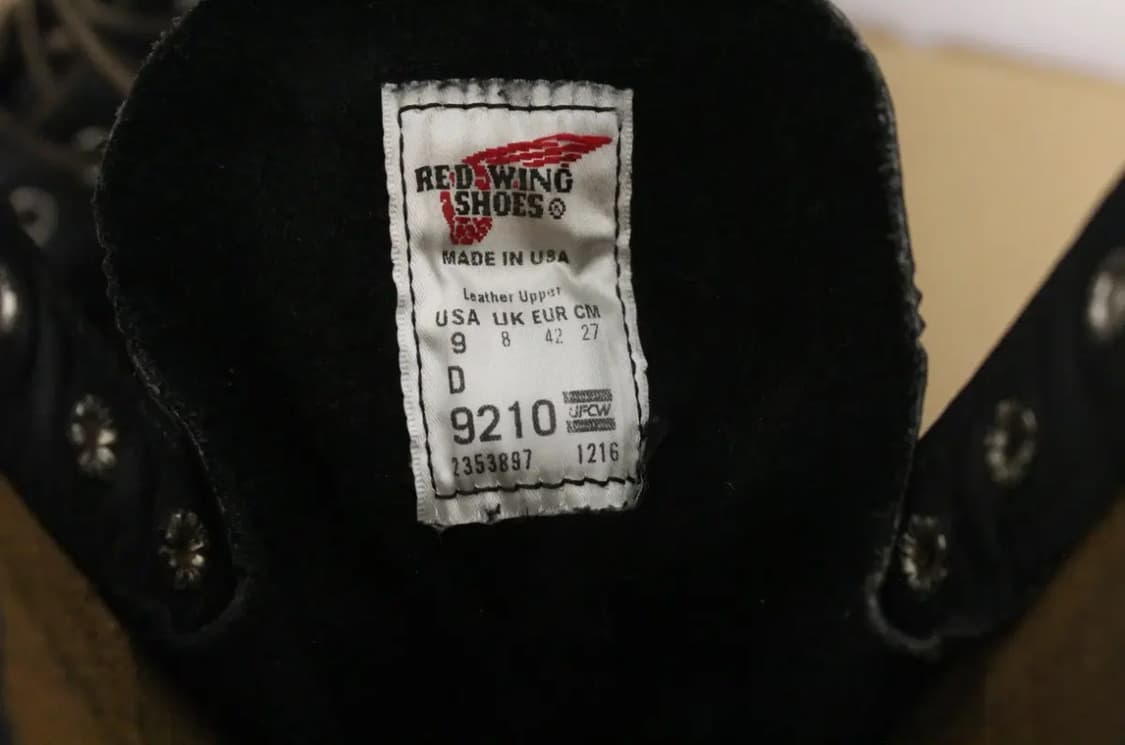 RED WING
SHOES®
MADE IN USA
Leather Upper
USA UK EUR CM
9 8 42 27
D
9210 UFCW
2353897 1216